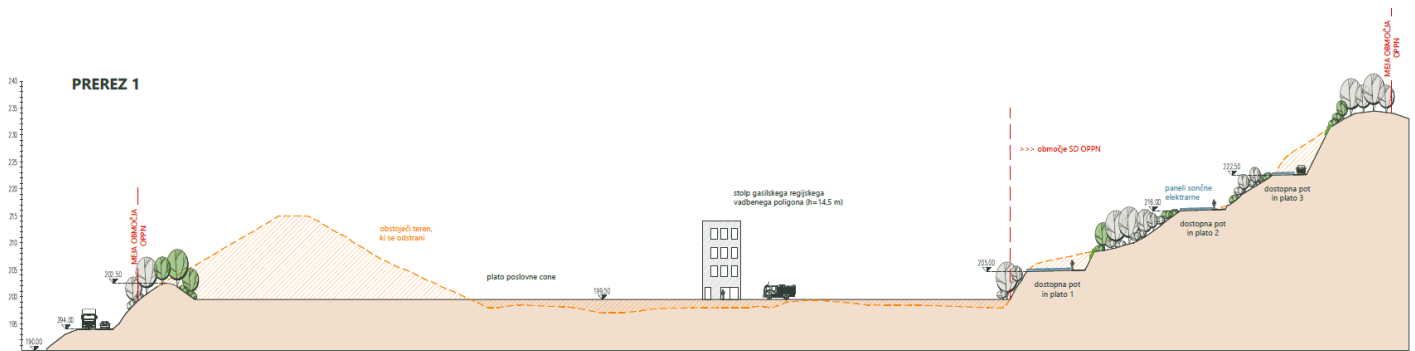 MEJA OBMOČJA
OPPN
PREREZ 1
240
235
230
225
220
215
210
205
200
195
190.00
294.00
202.50
MEJA OBMOČJA
OPPN
obstoječi teren,
ki se odstrani
plato poslovne cone
199.50
stolp gasilskega regijskega
vadbenega poligona (h=14,5 m)
>>> območje SD OPPN
205.00
dostopna pot
in plato 1
216.00
paneli sončne
elektrarne
dostopna pot
in plato 2
222.50
dostopna pot
in plato 3